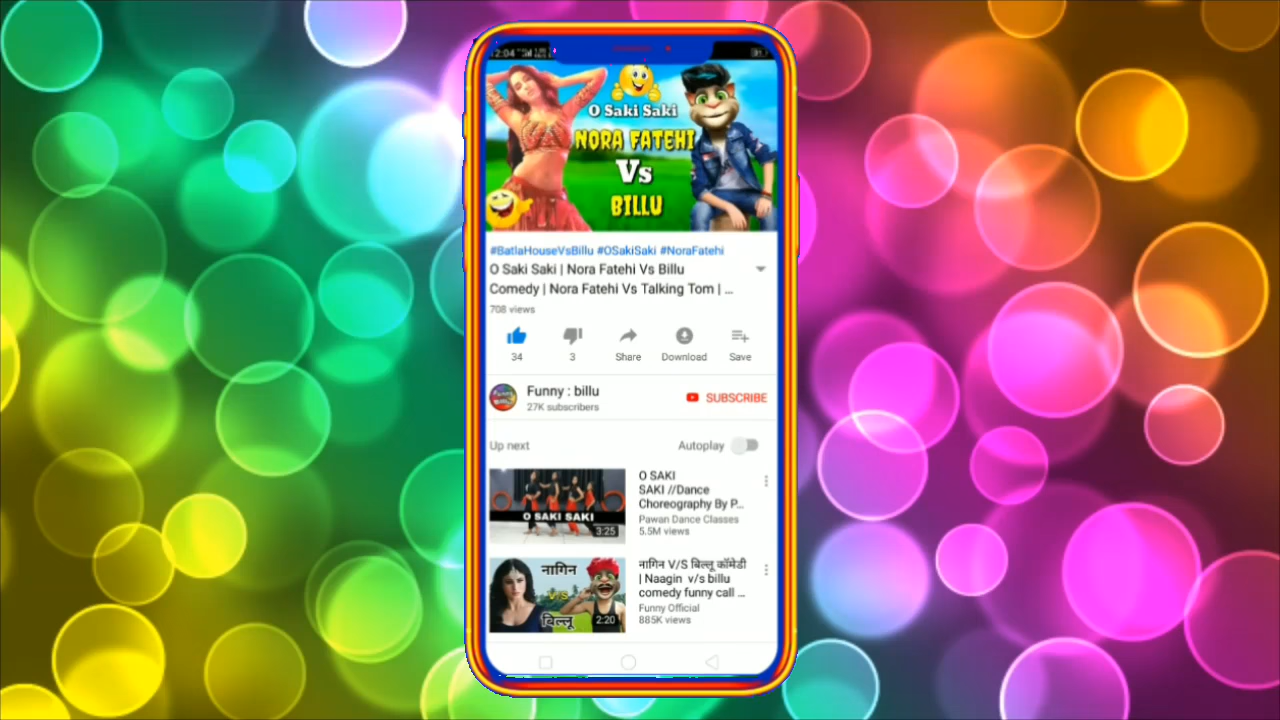 2:04
O Saki Saki
NORA FATEHI
Vs
BILLU
#BatlaHouseVsBillu #OSakiSaki #NoraFatehi
O Saki Saki | Nora Fatehi Vs Billu
Comedy | Nora Fatehi Vs Talking Tom | ...
708 views
34
3
Share
Download
Save
Funny : billu
27K subscribers
SUBSCRIBE
Up next
Autoplay
O SAKI SAKI
3:25
O SAKI
SAKI //Dance
Choreography By P...
Pawan Dance Classes
5.5M views
नागिन
V/S
बिल्लू
2:20
नागिन V/S बिल्लू कॉमेडी
| Naagin v/s billu
comedy funny call ...
Funny Official
885K views